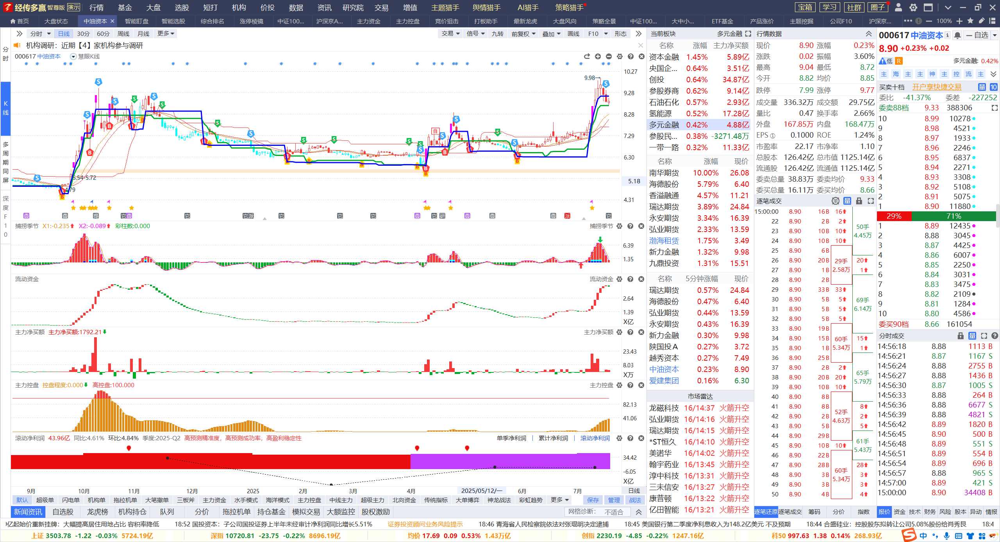 经传多赢 智尊版 演示 行情 基金 大盘 选股 短打 机构 价投 数据 资讯 研究院 交易 增值 主题猎手 舆情猎手 AI猎手 策略猎手 宝箱 学习 社群 圈子
首页 大盘状态 中油资本 智能盯盘 智能选股 综合排名 涨停棱镜 中证100... 沪深京A... 主力资金 主力控盘 竞价狙击 打板助手 最新龙虎 大盘风向 策略全景 中证100... 大中小... ETF基金 产品涨价 主题挖掘 公司F10 沪深京... 100%
分时 日线 30分 60分 周线 月线 更多 交易 信号 九转 前复权 叠加 画线 F10 形态
机构调研：近期【4】家机构参与调研
000617 中油资本 慧眼K线
分时
K线
多周期同屏
深度F10
10.27
9.98
9.28
8.28
7.29
6.30
5.54-5.72
5.18
4.79
4.31
捕捞季节 X1:-0.235 X2:-0.089 彩柱数:0.000 捕捞季节
6.39
1.35
流动资金 流动资金
2.64
1.39
X亿
主力净买额 主力净买额:1792.21 主力净买额
23.43
8.03
X万
主力控盘 控盘程度:0.000 高控盘:100.000 主力控盘
82.13
41.06
滚动净利润 43.96亿 同比:4.61% 环比:4.84% 季度:2025-Q2 高预测精准度，高预测成功率，高盈利稳定性 单季净利润 累计净利润 滚动净利润
34.42
-6.05
X亿
9月 10月 11月 12月 2025 2月 3月 4月 2025/05/12/一 6月 7月 日线
默认 超级单 闪电单 机构单 拖拉机单 大笔撤单 三板斧 主力资金 水手模式 海洋模式 主力控盘 中线主力 超级主力 北向资金 传统指标 大单博弈 神龙战法 彩虹趋势 更多 保存 管理 战法
新闻资讯 自选股 龙虎榜 机构持仓 队列 分价 拖拉机单 持仓基金 模拟交易 大额监控 股权激励 网格诊断： 不适合
当前板块 多元金融
名称 涨幅 主力净买额
资本金融 1.45% 5.89亿
央国企... 0.64% 3.51亿
创投 0.64% 34.87亿
参股券商 0.62% 9.14亿
石油石化 0.57% 2.93亿
氢能源 0.52% 17.28亿
多元金融 0.42% 4.88亿
参股民... 0.38% -3271.48万
一带一路 0.32% 11.33亿
名称 涨幅 现价
南华期货 10.00% 26.08
海德股份 5.79% 6.40
香溢融通 4.57% 11.21
瑞达期货 3.89% 24.84
永安期货 3.34% 16.39
弘业期货 2.33% 13.59
渤海租赁 1.75% 3.49
新力金融 1.32% 9.98
九鼎投资 1.31% 15.51
名称 5分钟涨幅 现价
瑞达期货 0.57% 24.84
海德股份 0.47% 6.40
弘业期货 0.44% 13.59
永安期货 0.43% 16.39
新力金融 0.30% 9.98
陕国投A 0.27% 3.72
越秀资本 0.27% 7.49
中油资本 0.23% 8.90
爱建集团 0.16% 6.30
市场雷达
龙磁科技 16/14:37 火箭升空
弘业期货 16/14:16 火箭升空
瑞达期货 16/14:15 火箭升空
*ST恒久 16/14:10 火箭升空
美诺华 16/14:02 火箭升空
翰宇药业 16/13:45 火箭升空
淳中科技 16/13:31 火箭升空
三未信安 16/13:27 火箭升空
康普顿 16/13:22 火箭升空
亿田智能 16/13:21 火箭升空
行情数据
现价 8.90 涨幅 0.23%
涨跌 0.02 振幅 3.60%
最高 9.04 最低 8.72
今开 8.82 均价 8.85
跌停 7.99 涨停 9.77
成交量 336.32万 成交额 29.75亿
量比 0.47 换手率 2.66%
外盘 167.85万 内盘 168.47万
EPS① 0.1000 ROE 1.24%
市盈率 22.17 市净率 1.10
总股本 126.42亿 总市值 1125.14亿
流通股 126.42亿 流通值 1125.14亿
委卖总量 38.83万 委卖均价 9.33
委买总量 16.11万 委买均价 8.66
逐笔成交 量
15:00:00 8.90 16B 16
22 8.90 2B 2
23 8.90 10B 10
24 8.90 10B 10
25 8.90 6B
26 8.90 20B 20
27 8.90 1B 1
28 8.90 2B
29 8.90 33B 33
30 8.90 5B 5
31 8.90 5B 5
32 8.90 5B 5
33 8.90 19B
34 8.90 15B 15
35 8.90 1B 1
36 8.90 25B
37 8.90 2B 2
38 8.90 20B 20
39 8.90 10B 10
40 8.90 8B
41 8.90 8B 8
42 8.90 2B 2
43 8.90 5B 5
44 8.90 29B
45 8.90 10B 10
46 8.90 22B
47 8.90 28B 28
48 8.90 3B 3
49 8.90 3B 3
50 8.90 4B 4
50手 4.45万
29手 2.58万
69手 6.14万
60手 5.34万
65手 5.79万
52手 4.63万
61手 5.43万
60手 5.34万
逐笔还原 逐笔成交 筹码 分价 指数
000617 中油资本 自选
8.90 +0.23% +0.02
低 R 多元金融: 0.42%
主 海 主 主 神 主 控 流 主
买卖十档 开户享快捷交易 量 10
委比 -41.37% 委差 -227252
委卖88档 9.33 388306
10 8.99 10278
9 8.98 4521
8 8.97 1933
7 8.96 2246
6 8.95 6837
5 8.94 2271
4 8.93 3308
3 8.92 5108
2 8.91 5075
1 8.90 11880
29% 71%
1 8.89 12435
2 8.88 3045
3 8.87 4425
4 8.86 6007
5 8.85 2250
6 8.84 3031
7 8.83 3475
8 8.82 2109
9 8.81 1284
10 8.80 4586
委买90档 8.66 161054
分时成交 量
14:56:18 8.88 1113 B
14:56:21 8.87 1167 S
14:56:24 8.88 2755 B
14:56:27 8.88 1436 B
14:56:30 8.87 1005 S
14:56:33 8.88 264 B
14:56:36 8.88 6677 S
14:56:39 8.88 4821 S
14:56:42 8.89 1820 B
14:56:45 8.90 500 B
14:56:48 8.89 551 S
14:56:51 8.89 554 B
14:56:54 8.89 696 B
14:56:57 8.88 965 S
14:57:00 8.89 421 S
15:00:00 8.90 34408 B
报价 资金 技术 财务 风险 股本 异动 情报
亿起始价重新挂牌：大幅提高居住用地占比 容积率降低 18:52 国投资本：子公司国投证券上半年未经审计净利润同比增长5.51% 证券投资顾问业务风险提示 18:46 青海省人民检察院依法对张琨明决定逮捕 18:45 美国银行第二季度净利息收入为148.2亿美元 不及预期 18:44 合盛硅业：控股股东拟转让公司5.08%股份给肖秀良 18:4
上证 3503.78 -1.22 -0.03% 5724.19亿 深指 10720.81 -23.75 -0.22% 8696.19亿 均价 17.69 0.09 0.53% 1.43万亿 创指 2230.19 -4.85 -0.22% 1247.16亿 科50 997.63 1.38 0.14% 268.93亿 中